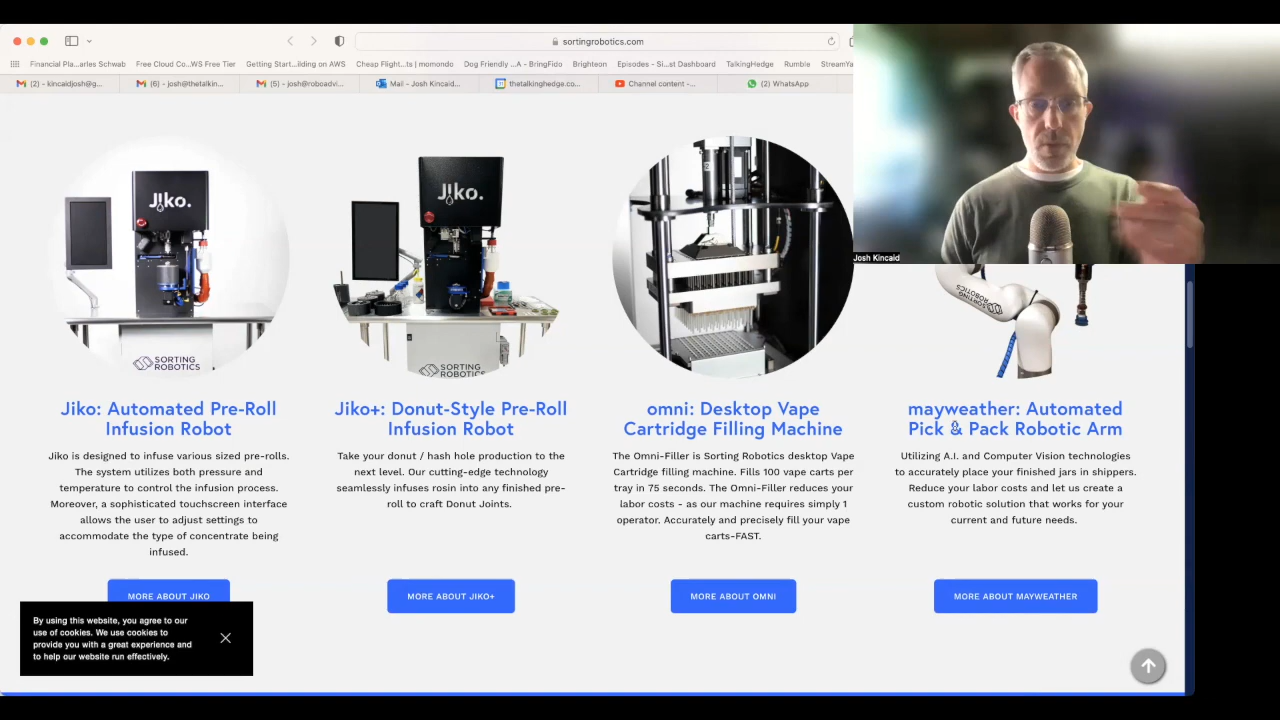 sortingrobotics.com
Financial Pla...arles Schwab
Free Cloud Co...WS Free Tier
Getting Start...ilding on AWS
Cheap Flight...ts | momondo
Dog Friendly ...A - BringFido
Brighteon
Episodes - Si...st Dashboard
TalkingHedge
Rumble
StreamYa
(2) - kincaidjosh@g...
(6) - josh@thetalkin...
(5) - josh@roboadvi...
Mail – Josh Kincaid...
thetalkinghedge.co...
Channel content -...
(2) WhatsApp
Josh Kincaid
Jiko.
SORTING
ROBOTICS
Jiko.
SORTING
ROBOTICS
SORTING
ROBOTICS
Jiko: Automated Pre-Roll
Infusion Robot
Jiko is designed to infuse various sized pre-rolls.
The system utilizes both pressure and
temperature to control the infusion process.
Moreover, a sophisticated touchscreen interface
allows the user to adjust settings to
accommodate the type of concentrate being
infused.
MORE ABOUT JIKO
Jiko+: Donut-Style Pre-Roll
Infusion Robot
Take your donut / hash hole production to the
next level. Our cutting-edge technology
seamlessly infuses rosin into any finished pre-
roll to craft Donut Joints.
MORE ABOUT JIKO+
omni: Desktop Vape
Cartridge Filling Machine
The Omni-Filler is Sorting Robotics desktop Vape
Cartridge filling machine. Fills 100 vape carts per
tray in 75 seconds. The Omni-Filler reduces your
labor costs - as our machine requires simply 1
operator. Accurately and precisely fill your vape
carts-FAST.
MORE ABOUT OMNI
mayweather: Automated
Pick & Pack Robotic Arm
Utilizing A.I. and Computer Vision technologies
to accurately place your finished jars in shippers.
Reduce your labor costs and let us create a
custom robotic solution that works for your
current and future needs.
MORE ABOUT MAYWEATHER
By using this website, you agree to our
use of cookies. We use cookies to
provide you with a great experience and
to help our website run effectively.